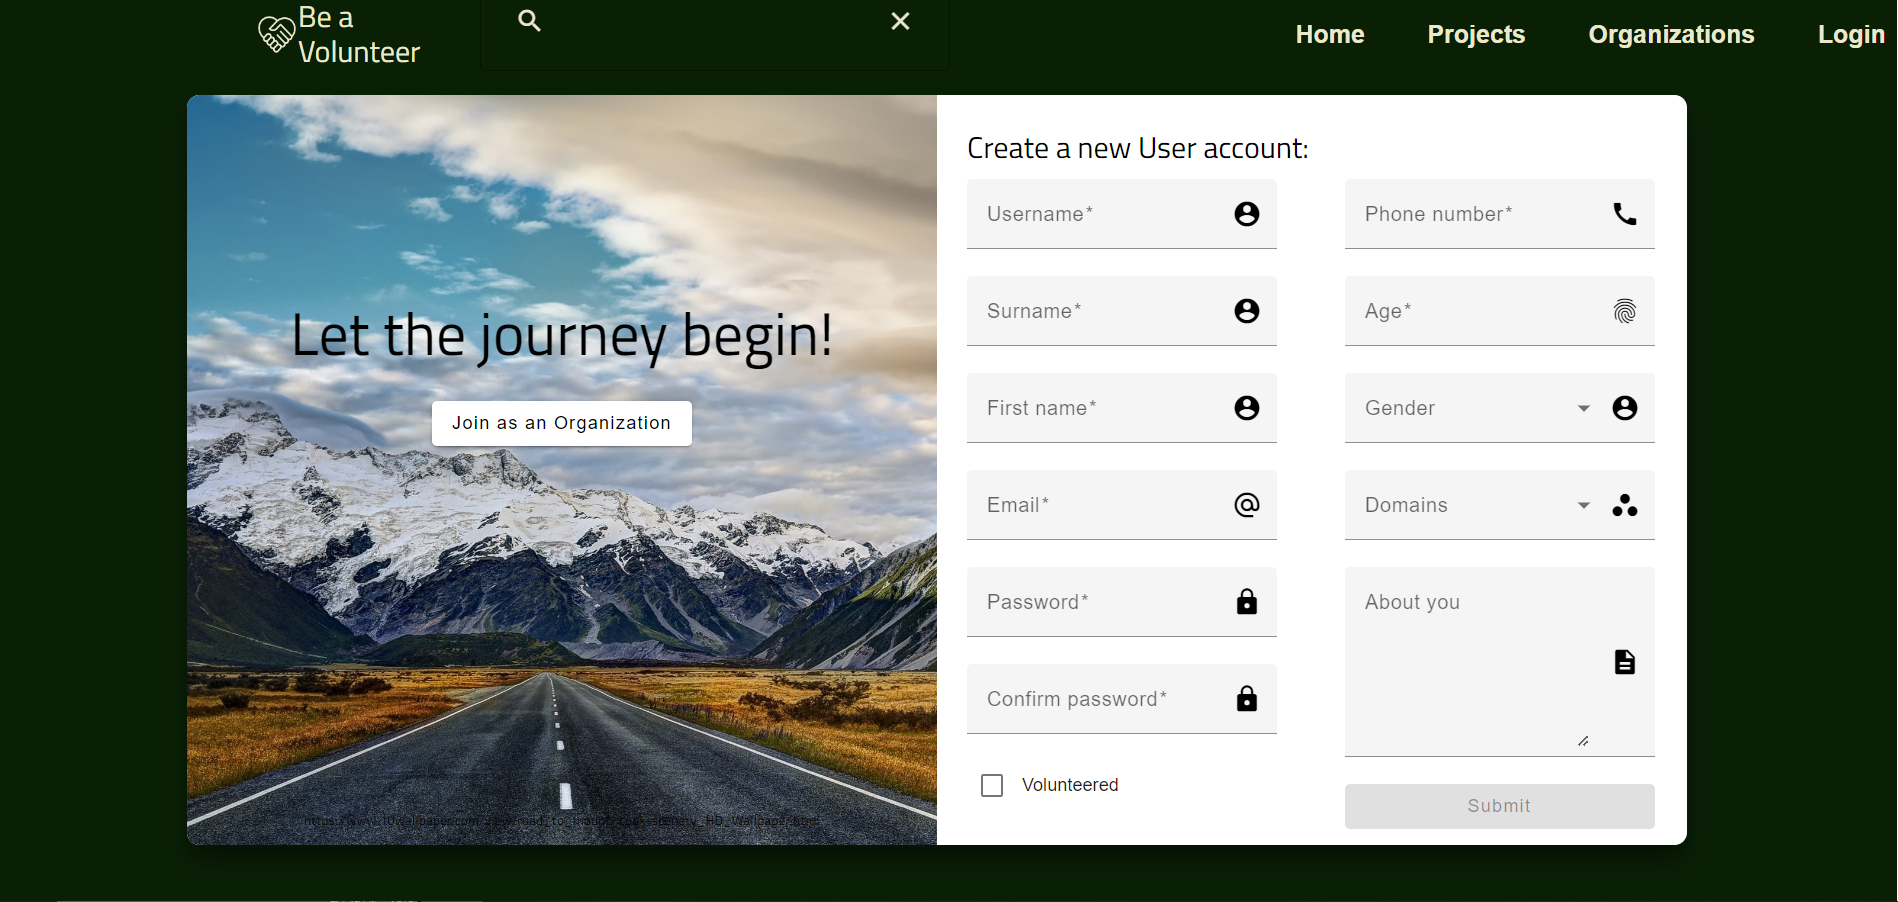 Be a
Volunteer
Home
Projects
Organizations
Login
Let the journey begin!
Join as an Organization
Create a new User account:
Username*
Phone number*
Surname*
Age*
First name*
Gender
Email*
Domains
Password*
About you
Confirm password*
Volunteered
Submit